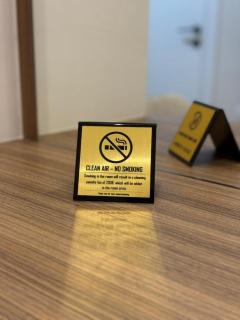 CLEAN AIR - NO SMOKING
Smoking in the room will result in a cleaning
penalty fee of 200€ which will be added
to the room price.